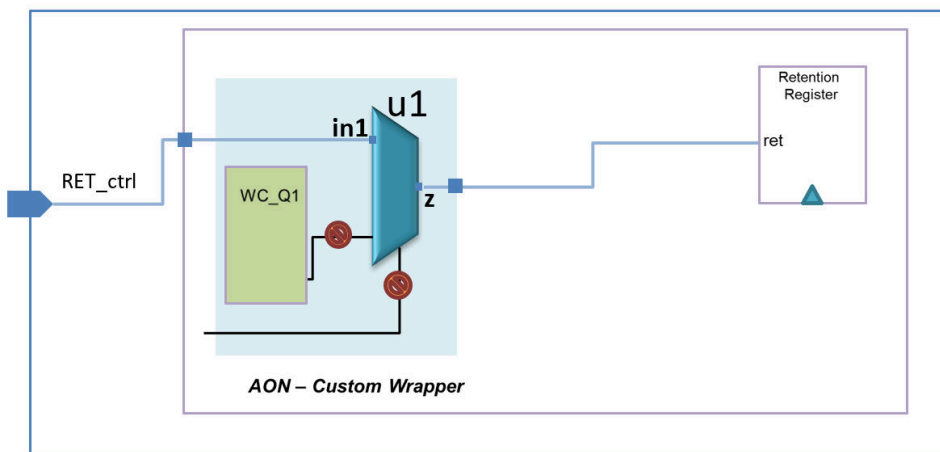 u1
in1
RET_ctrl
WC_Q1
z
Retention
Register
ret
AON – Custom Wrapper